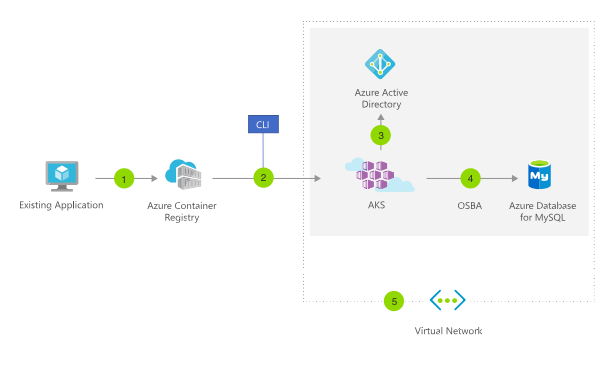 Azure Active
Directory
CLI
3
1
2
4
My
Existing Application
Azure Container
Registry
AKS
OSBA
Azure Database
for MySQL
5
Virtual Network